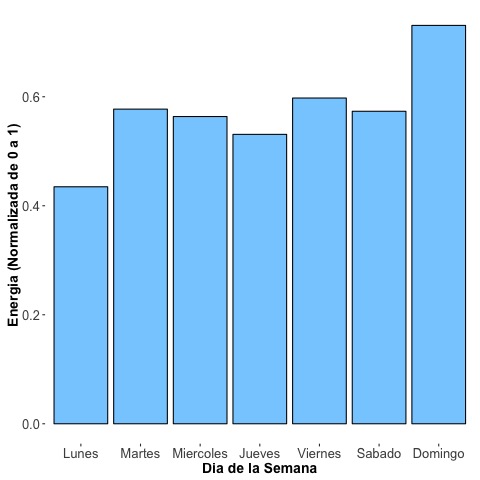 Energia (Normalizada de 0 a 1)
0.6
0.4
0.2
0.0
Lunes Martes Miercoles Jueves Viernes Sabado Domingo
Dia de la Semana